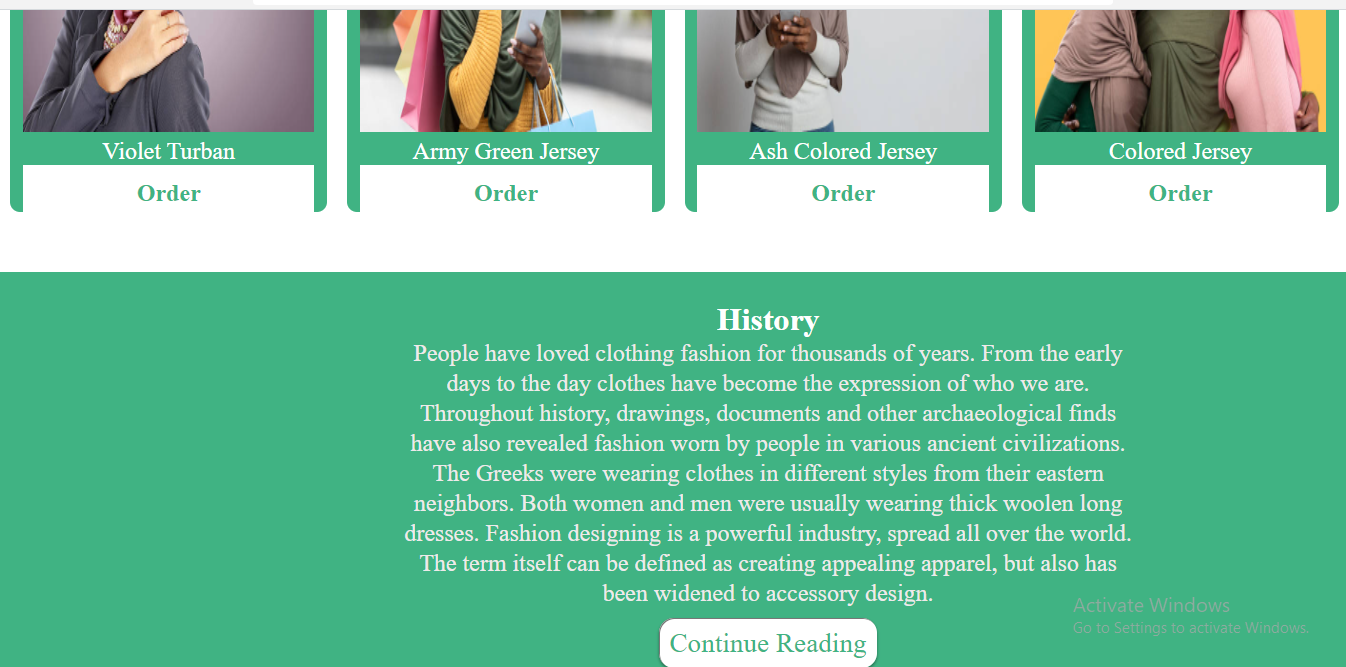 Violet Turban
Army Green Jersey
Ash Colored Jersey
Colored Jersey
Order
Order
Order
Order
History
People have loved clothing fashion for thousands of years. From the early
days to the day clothes have become the expression of who we are.
Throughout history, drawings, documents and other archaeological finds
have also revealed fashion worn by people in various ancient civilizations.
The Greeks were wearing clothes in different styles from their eastern
neighbors. Both women and men were usually wearing thick woolen long
dresses. Fashion designing is a powerful industry, spread all over the world.
The term itself can be defined as creating appealing apparel, but also has
been widened to accessory design.
Continue Reading
Activate Windows
Go to Settings to activate Windows.